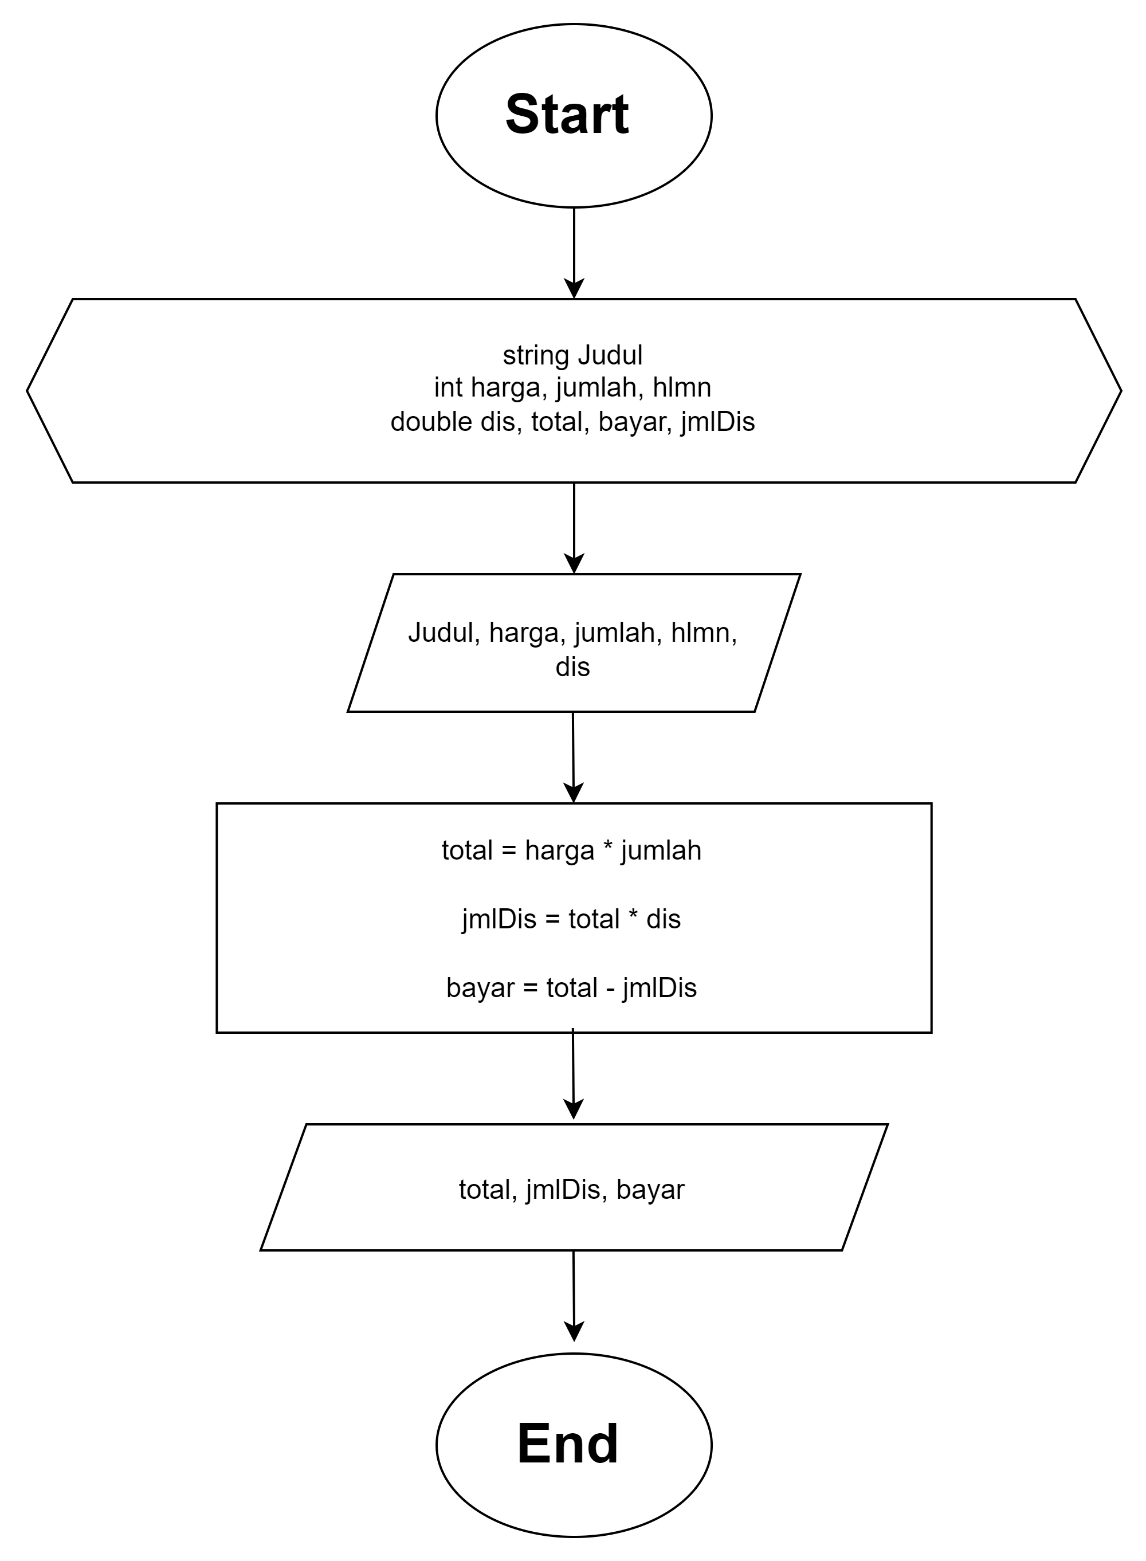 Start
string Judul
int harga, jumlah, hlmn
double dis, total, bayar, jmlDis
Judul, harga, jumlah, hlmn,
dis
total = harga * jumlah
jmlDis = total * dis
bayar = total - jmlDis
total, jmlDis, bayar
End